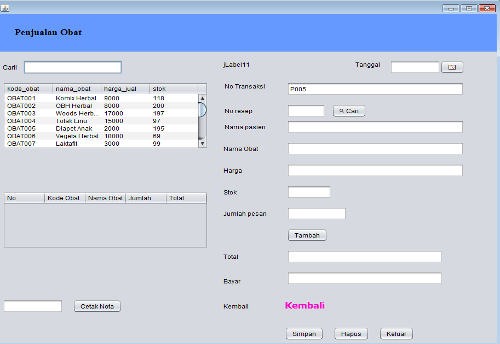 Penjualan Obat
Carii
kode_obat nama_obat harga_jual stok
OBAT001 Komix Herbal 9000 118
OBAT002 OBH Herbal 8000 200
OBAT003 Woods Herb... 17000 197
OBAT004 Tolak Linu 15000 97
OBAT005 Diapet Anak 2000 195
OBAT006 Vegeta Herbal 10000 69
OBAT007 Laktafit 3000 99
No Kode Obat Nama Obat Jumlah Total
Cetak Nota
jLabel11 Tanggal
No Transaksi P005
No resep Cari
Nama pasien
Nama Obat
Harga
Stok
Jumlah pesan
Tambah
Total
Bayar
Kembali Kembali
Simpan Hapus Keluar